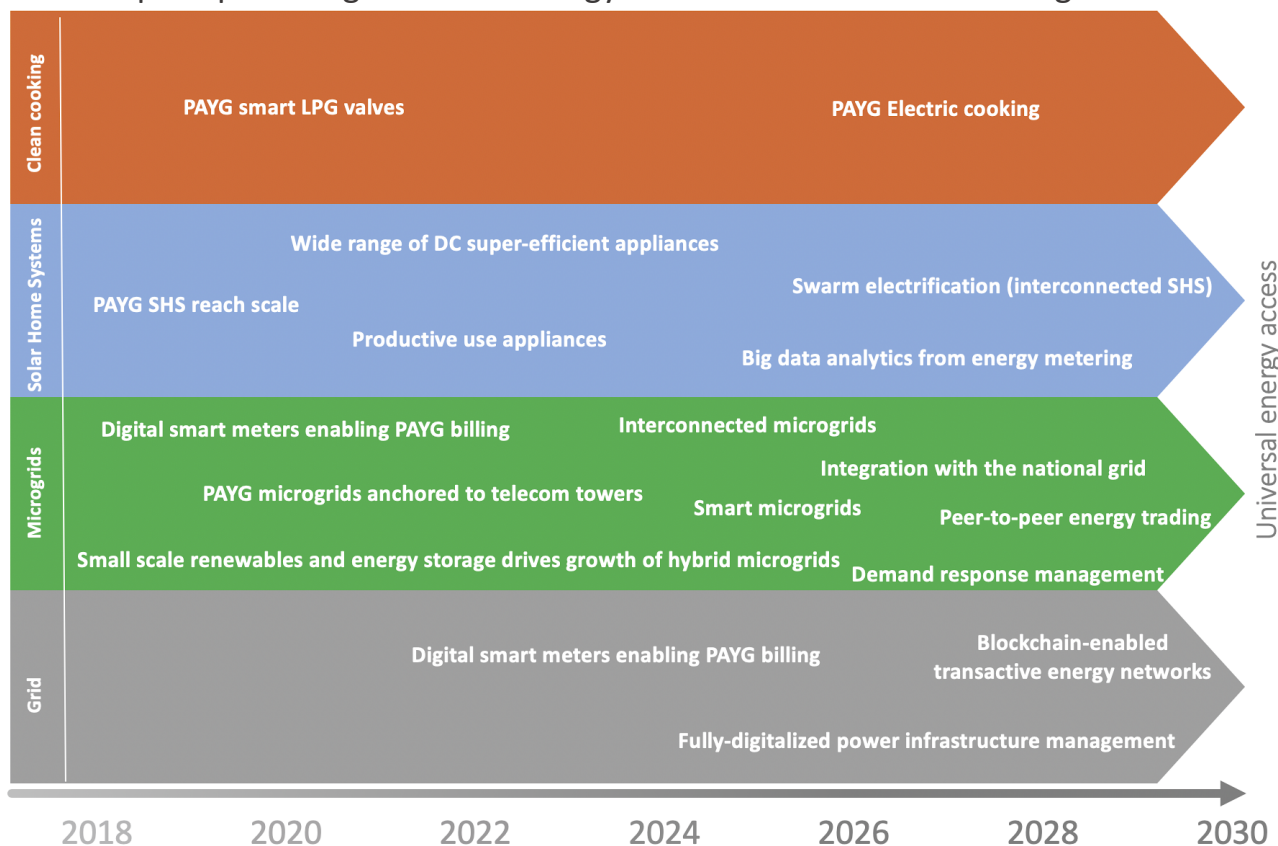 Clean cooking
PAYG smart LPG valves
PAYG Electric cooking
Solar Home Systems
Wide range of DC super-efficient appliances
Swarm electrification (interconnected SHS)
PAYG SHS reach scale
Productive use appliances
Big data analytics from energy metering
Microgrids
Digital smart meters enabling PAYG billing
Interconnected microgrids
Integration with the national grid
PAYG microgrids anchored to telecom towers
Smart microgrids
Peer-to-peer energy trading
Small scale renewables and energy storage drives growth of hybrid microgrids
Demand response management
Grid
Digital smart meters enabling PAYG billing
Blockchain-enabled
transactive energy networks
Fully-digitalized power infrastructure management
Universal energy access
2018 2020 2022 2024 2026 2028 2030